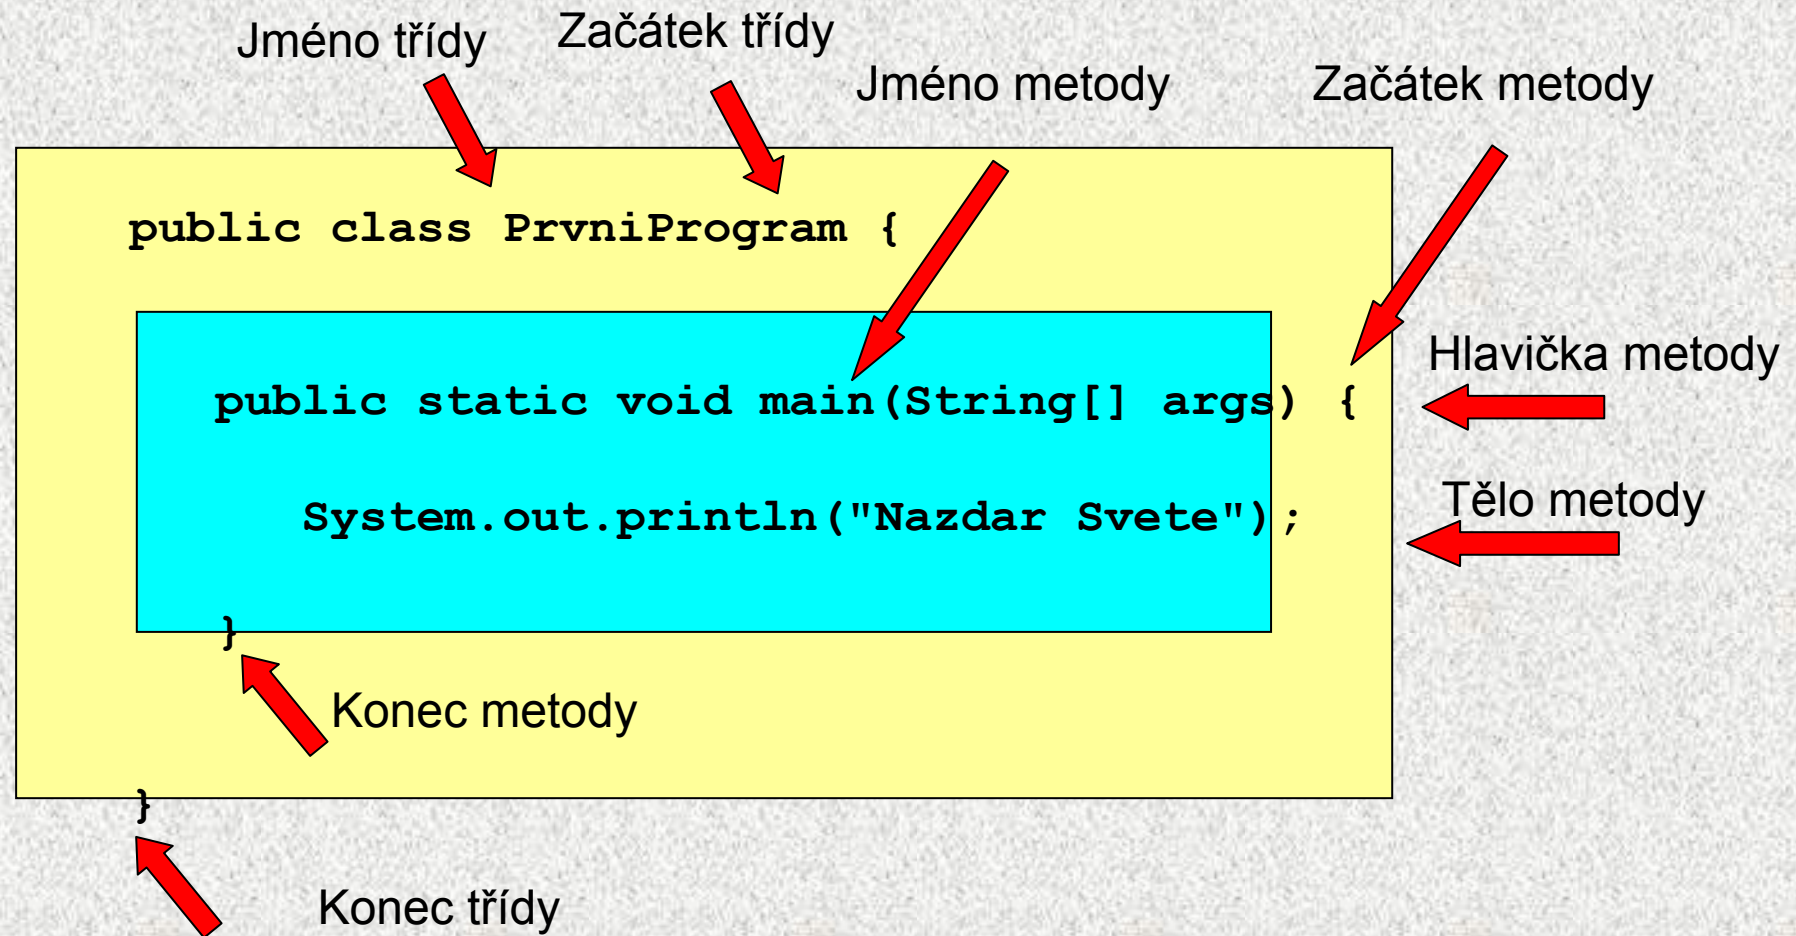 Jméno třídy
Začátek třídy
Jméno metody
Začátek metody
public class PrvniProgram {
Hlavička metody
public static void main(String[] args) {
Tělo metody
System.out.println("Nazdar Svete");
}
Konec metody
}
Konec třídy